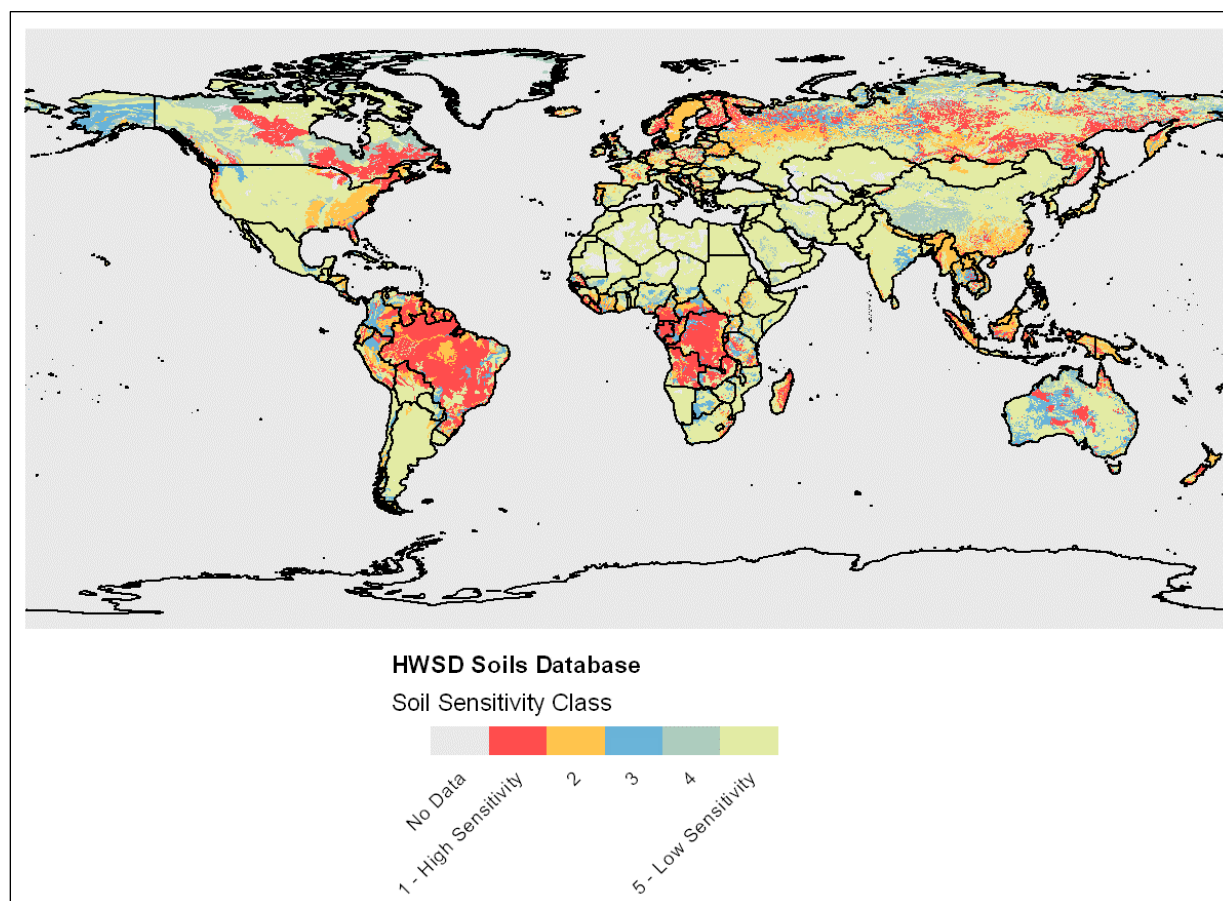 HWSD Soils Database
Soil Sensitivity Class
No Data
1 - High Sensitivity
2
3
4
5 - Low Sensitivity